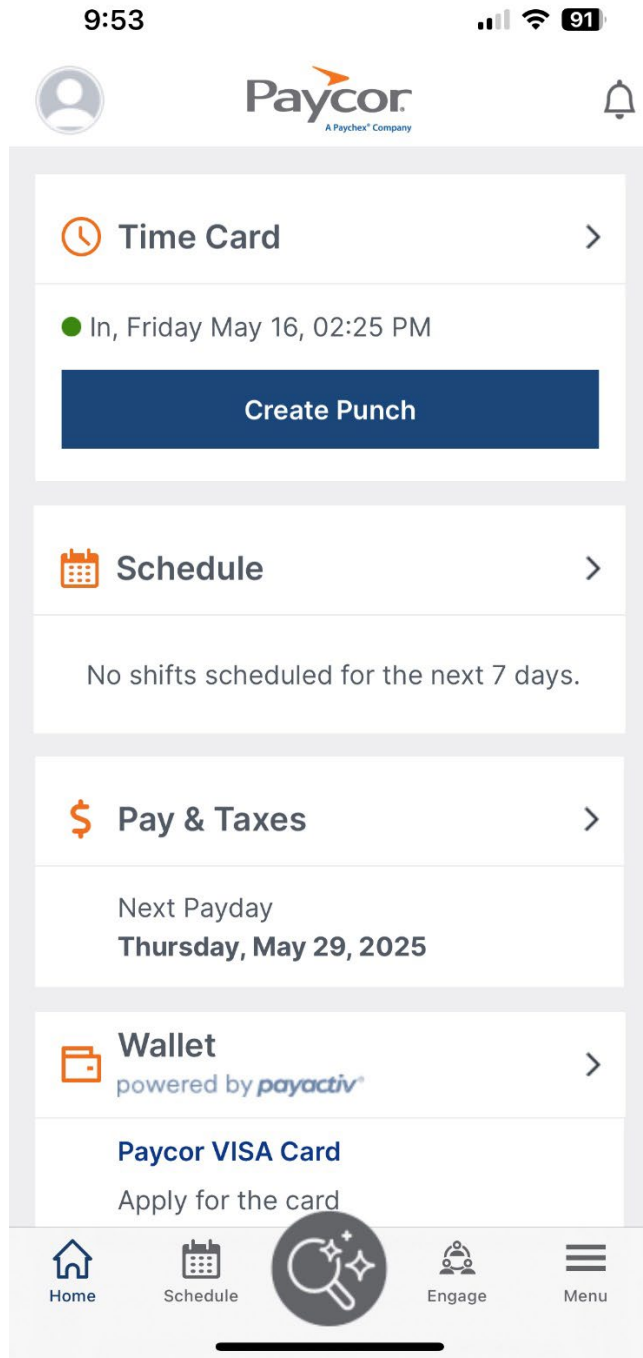 9:53
91
Paycor
A Paychex® Company
Time Card
In, Friday May 16, 02:25 PM
Create Punch
Schedule
No shifts scheduled for the next 7 days.
Pay & Taxes
Next Payday
Thursday, May 29, 2025
Wallet
powered by payactiv®
Paycor VISA Card
Apply for the card
Home
Schedule
Engage
Menu